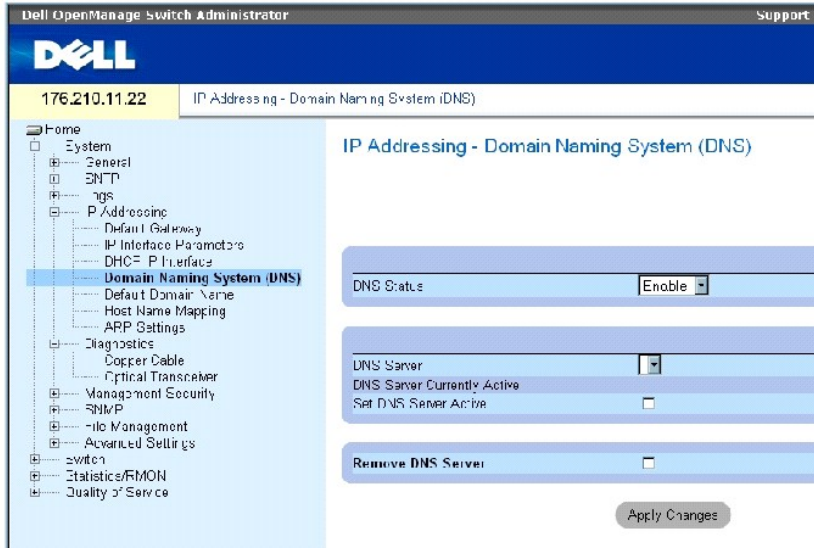 Dell OpenManage Switch Administrator
Support
DELL
176.210.11.22
IP Addressing - Domain Naming System (DNS)
Home
System
General
SNTP
Logs
IP Addressing
Default Gateway
IP Interface Parameters
DHCP IP Interface
Domain Naming System (DNS)
Default Domain Name
Host Name Mapping
ARP Settings
Diagnostics
Copper Cable
Optical Transceiver
Management Security
SNMP
File Management
Advanced Settings
Switch
Statistics/RMON
Quality of Service
IP Addressing - Domain Naming System (DNS)
DNS Status
Enable
DNS Server
DNS Server Currently Active
Set DNS Server Active
Remove DNS Server
Apply Changes